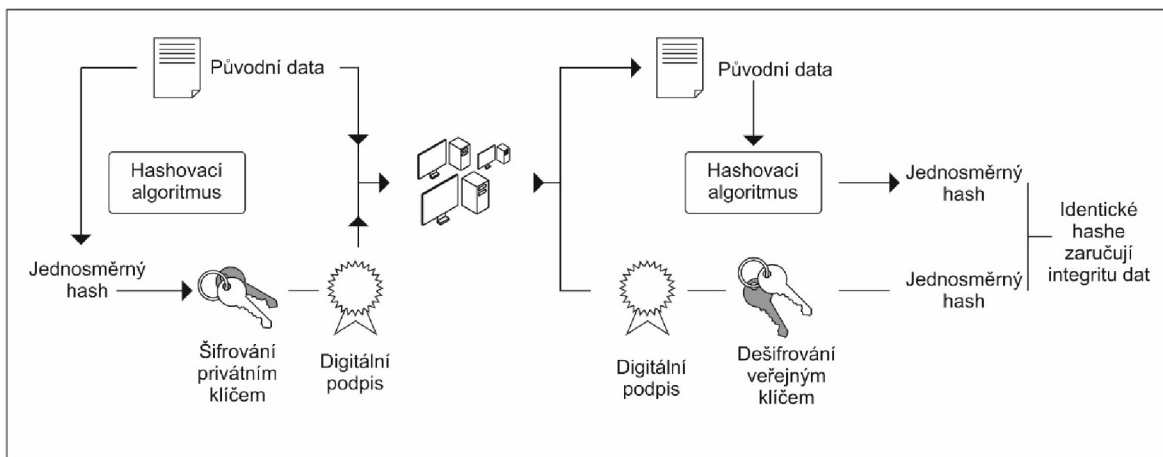 Původní data
Hashovací
algoritmus
Jednosměrný
hash
Šifrování
privátním
klíčem
Digitální
podpis
Původní data
Hashovací
algoritmus
Jednosměrný
hash
Digitální
podpis
Dešifrování
veřejným
klíčem
Jednosměrný
hash
Identické
hashe
zaručují
integritu dat